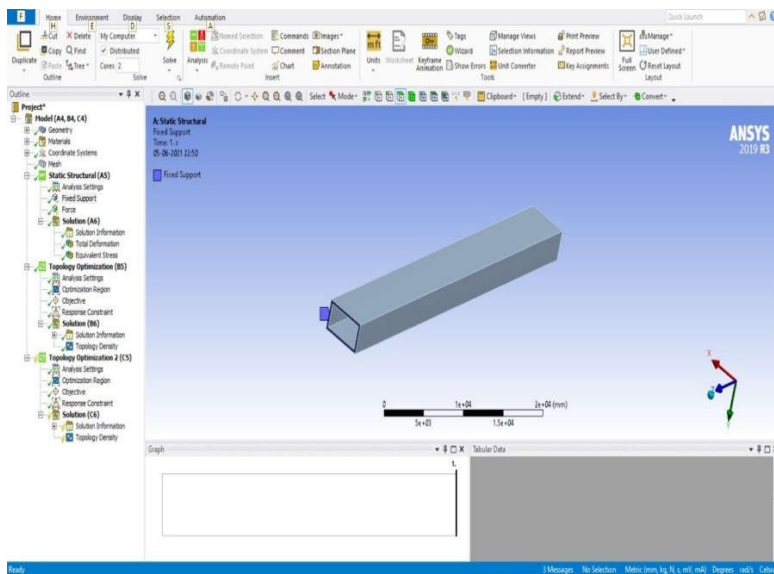 F Home Environment Display Selection Automation Quick Launch
H E D S A
Cut Delete My Computer Named Selection Commands Images Tags Manage Views Print Preview Manage
Duplicate Copy Find Distributed Solve Analysis Coordinate System Comment Section Plane Units Worksheet Keyframe Animation Wizard Selection Information Report Preview Full Screen User Defined
Paste Tree Cores 2 Remote Point Chart Annotation Show Errors Unit Converter Key Assignments Reset Layout
Outline Solve Insert Tools Layout
Outline
Select Mode Clipboard [Empty] Extend Select By Convert
Project*
Model (A4, B4, C4)
Geometry
Materials
Coordinate Systems
Mesh
Static Structural (A5)
Analysis Settings
Fixed Support
Force
Solution (A6)
Solution Information
Total Deformation
Equivalent Stress
Topology Optimization (B5)
Analysis Settings
Optimization Region
Objective
Response Constraint
Solution (B6)
Solution Information
Topology Density
Topology Optimization 2 (C5)
Analysis Settings
Optimization Region
Objective
Response Constraint
Solution (C6)
Solution Information
Topology Density
A: Static Structural
Fixed Support
Time: 1. s
05-06-2021 22:50
Fixed Support
ANSYS
2019 R3
X
Y
0 1e+04 2e+04 (mm)
5e+03 1.5e+04
Graph
1.
Tabular Data
Ready 3 Messages No Selection Metric (mm, kg, N, s, mV, mA) Degrees rad/s